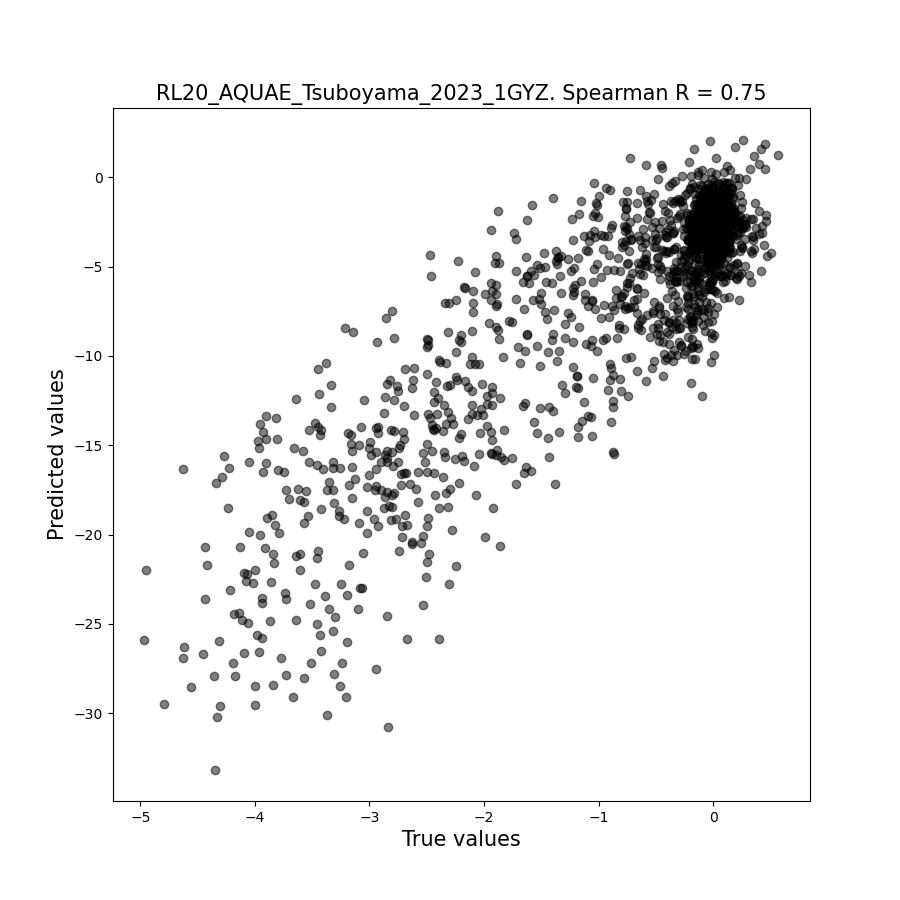 RL20_AQUAE_Tsuboyama_2023_1GYZ. Spearman R = 0.75
Predicted values
0
−5
−10
−15
−20
−25
−30
−5 −4 −3 −2 −1 0
True values